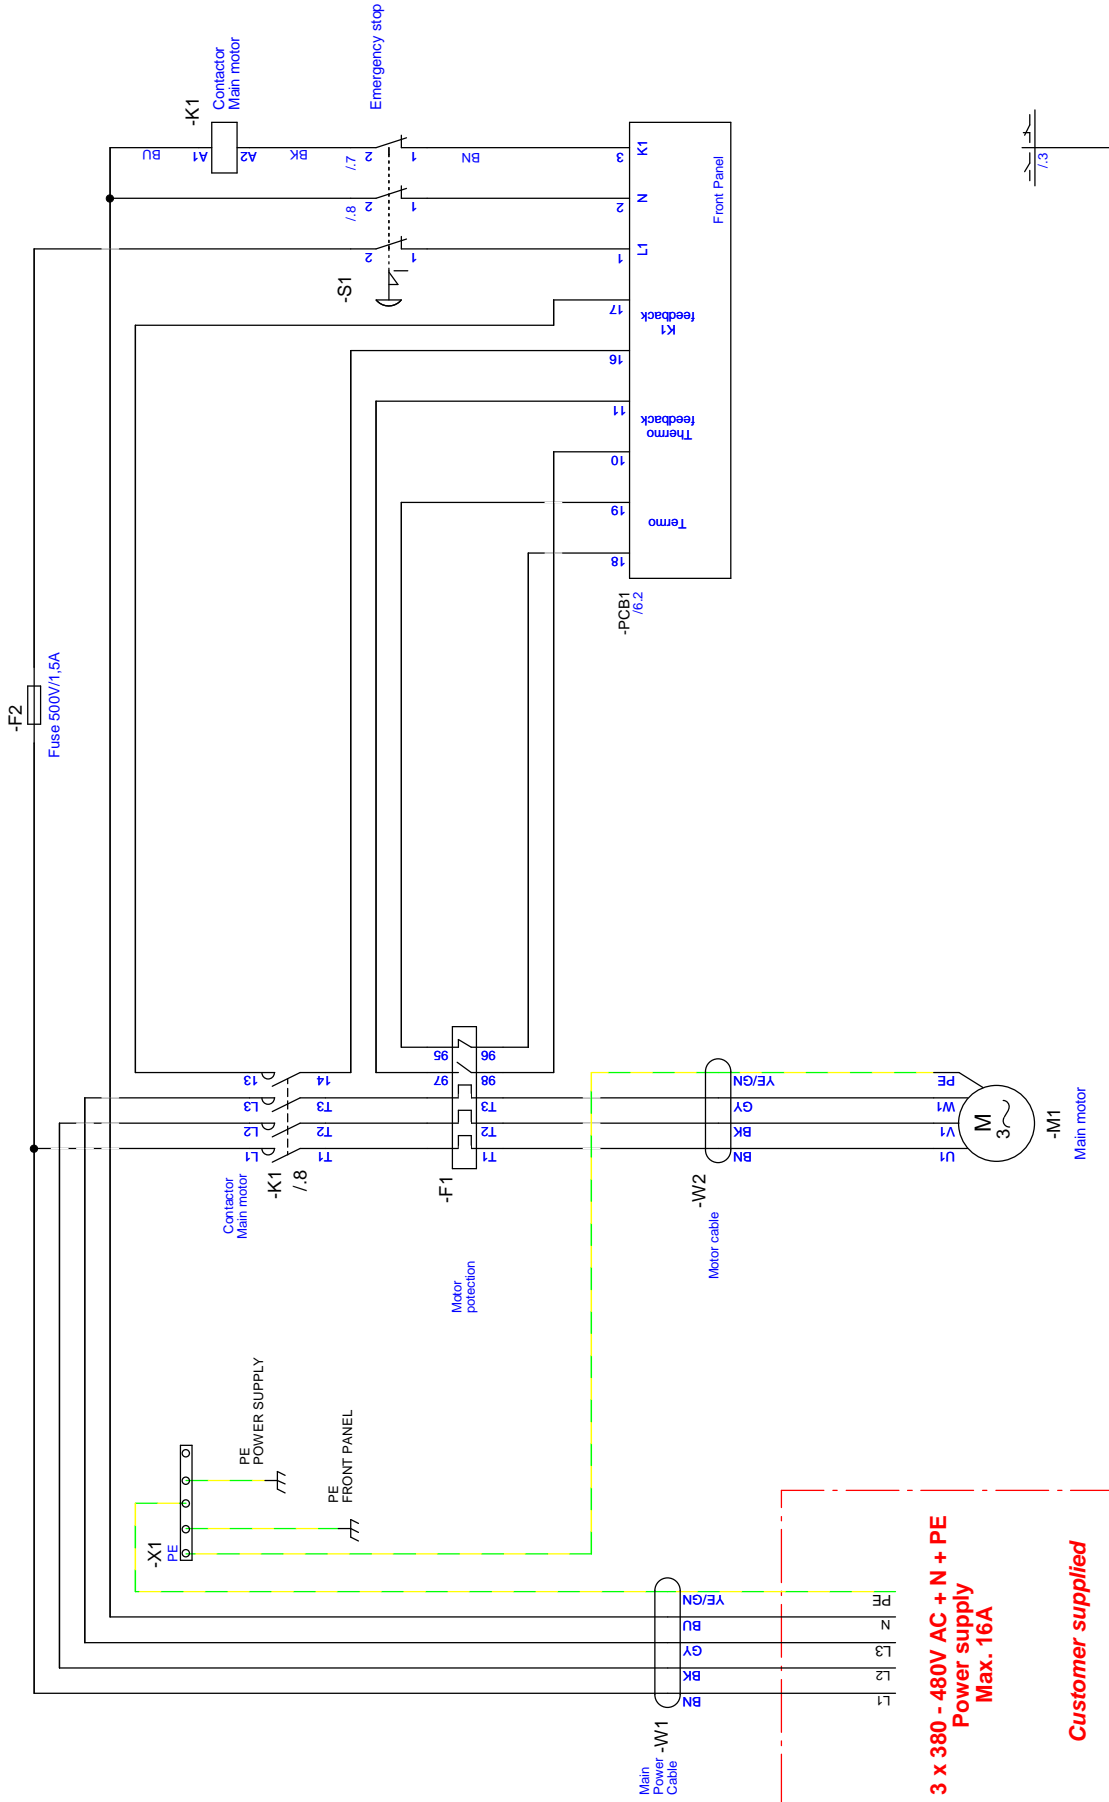 -F2
Fuse 500V/1,5A
-K1
Contactor
Main motor
Emergency stop
BU
A1
A2
BK
/.7
2
1
BN
3
K1
/.8
2
1
2
N
2
1
1
L1
-S1
Front Panel
17
K1
feedback
16
11
Thermo
feedback
10
19
Termo
18
-PCB1
/6.2
/.3
13
14
L3
T3
L2
T2
L1
T1
Contactor
Main motor
-K1
/.8
95
96
97
98
T3
T2
T1
-F1
Motor
potection
YE/GN
GY
BK
BN
-W2
Motor cable
PE
W1
V1
U1
M
3
-M1
Main motor
-X1
PE
PE
POWER SUPPLY
PE
FRONT PANEL
YE/GN
BU
GY
BK
BN
-W1
Main
Power
Cable
PE
N
L3
L2
L1
3 x 380 - 480V AC + N + PE
Power supply
Max. 16A
Customer supplied